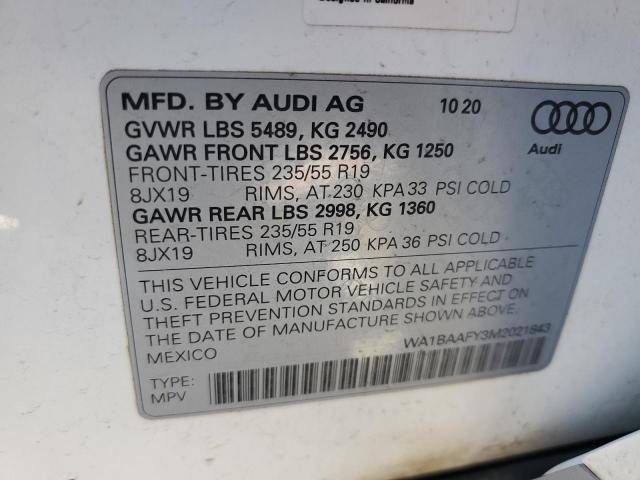 Designed in California
MFD. BY AUDI AG 10 20
GVWR LBS 5489, KG 2490
GAWR FRONT LBS 2756, KG 1250
FRONT-TIRES 235/55 R19
8JX19 RIMS, AT 230 KPA 33 PSI COLD
GAWR REAR LBS 2998, KG 1360
REAR-TIRES 235/55 R19
8JX19 RIMS, AT 250 KPA 36 PSI COLD
Audi
THIS VEHICLE CONFORMS TO ALL APPLICABLE
U.S. FEDERAL MOTOR VEHICLE SAFETY AND
THEFT PREVENTION STANDARDS IN EFFECT ON
THE DATE OF MANUFACTURE SHOWN ABOVE.
MEXICO
WA1BAAFY3M2021843
TYPE:
MPV